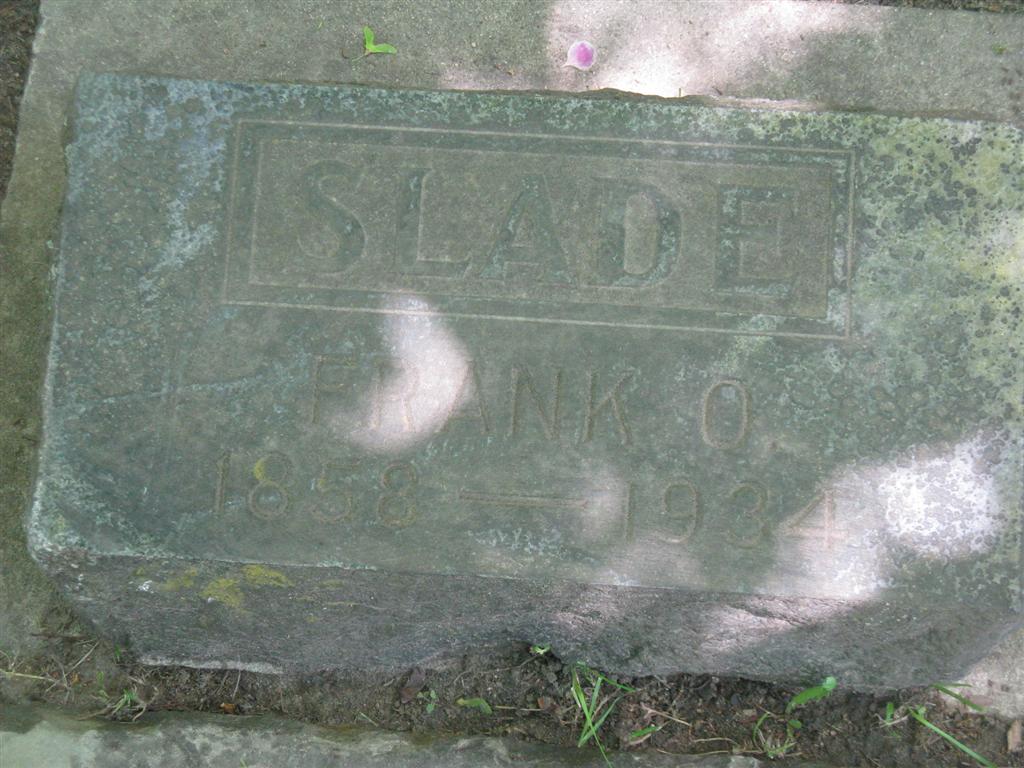 SLADE
FRANK O.
1858 — 1934